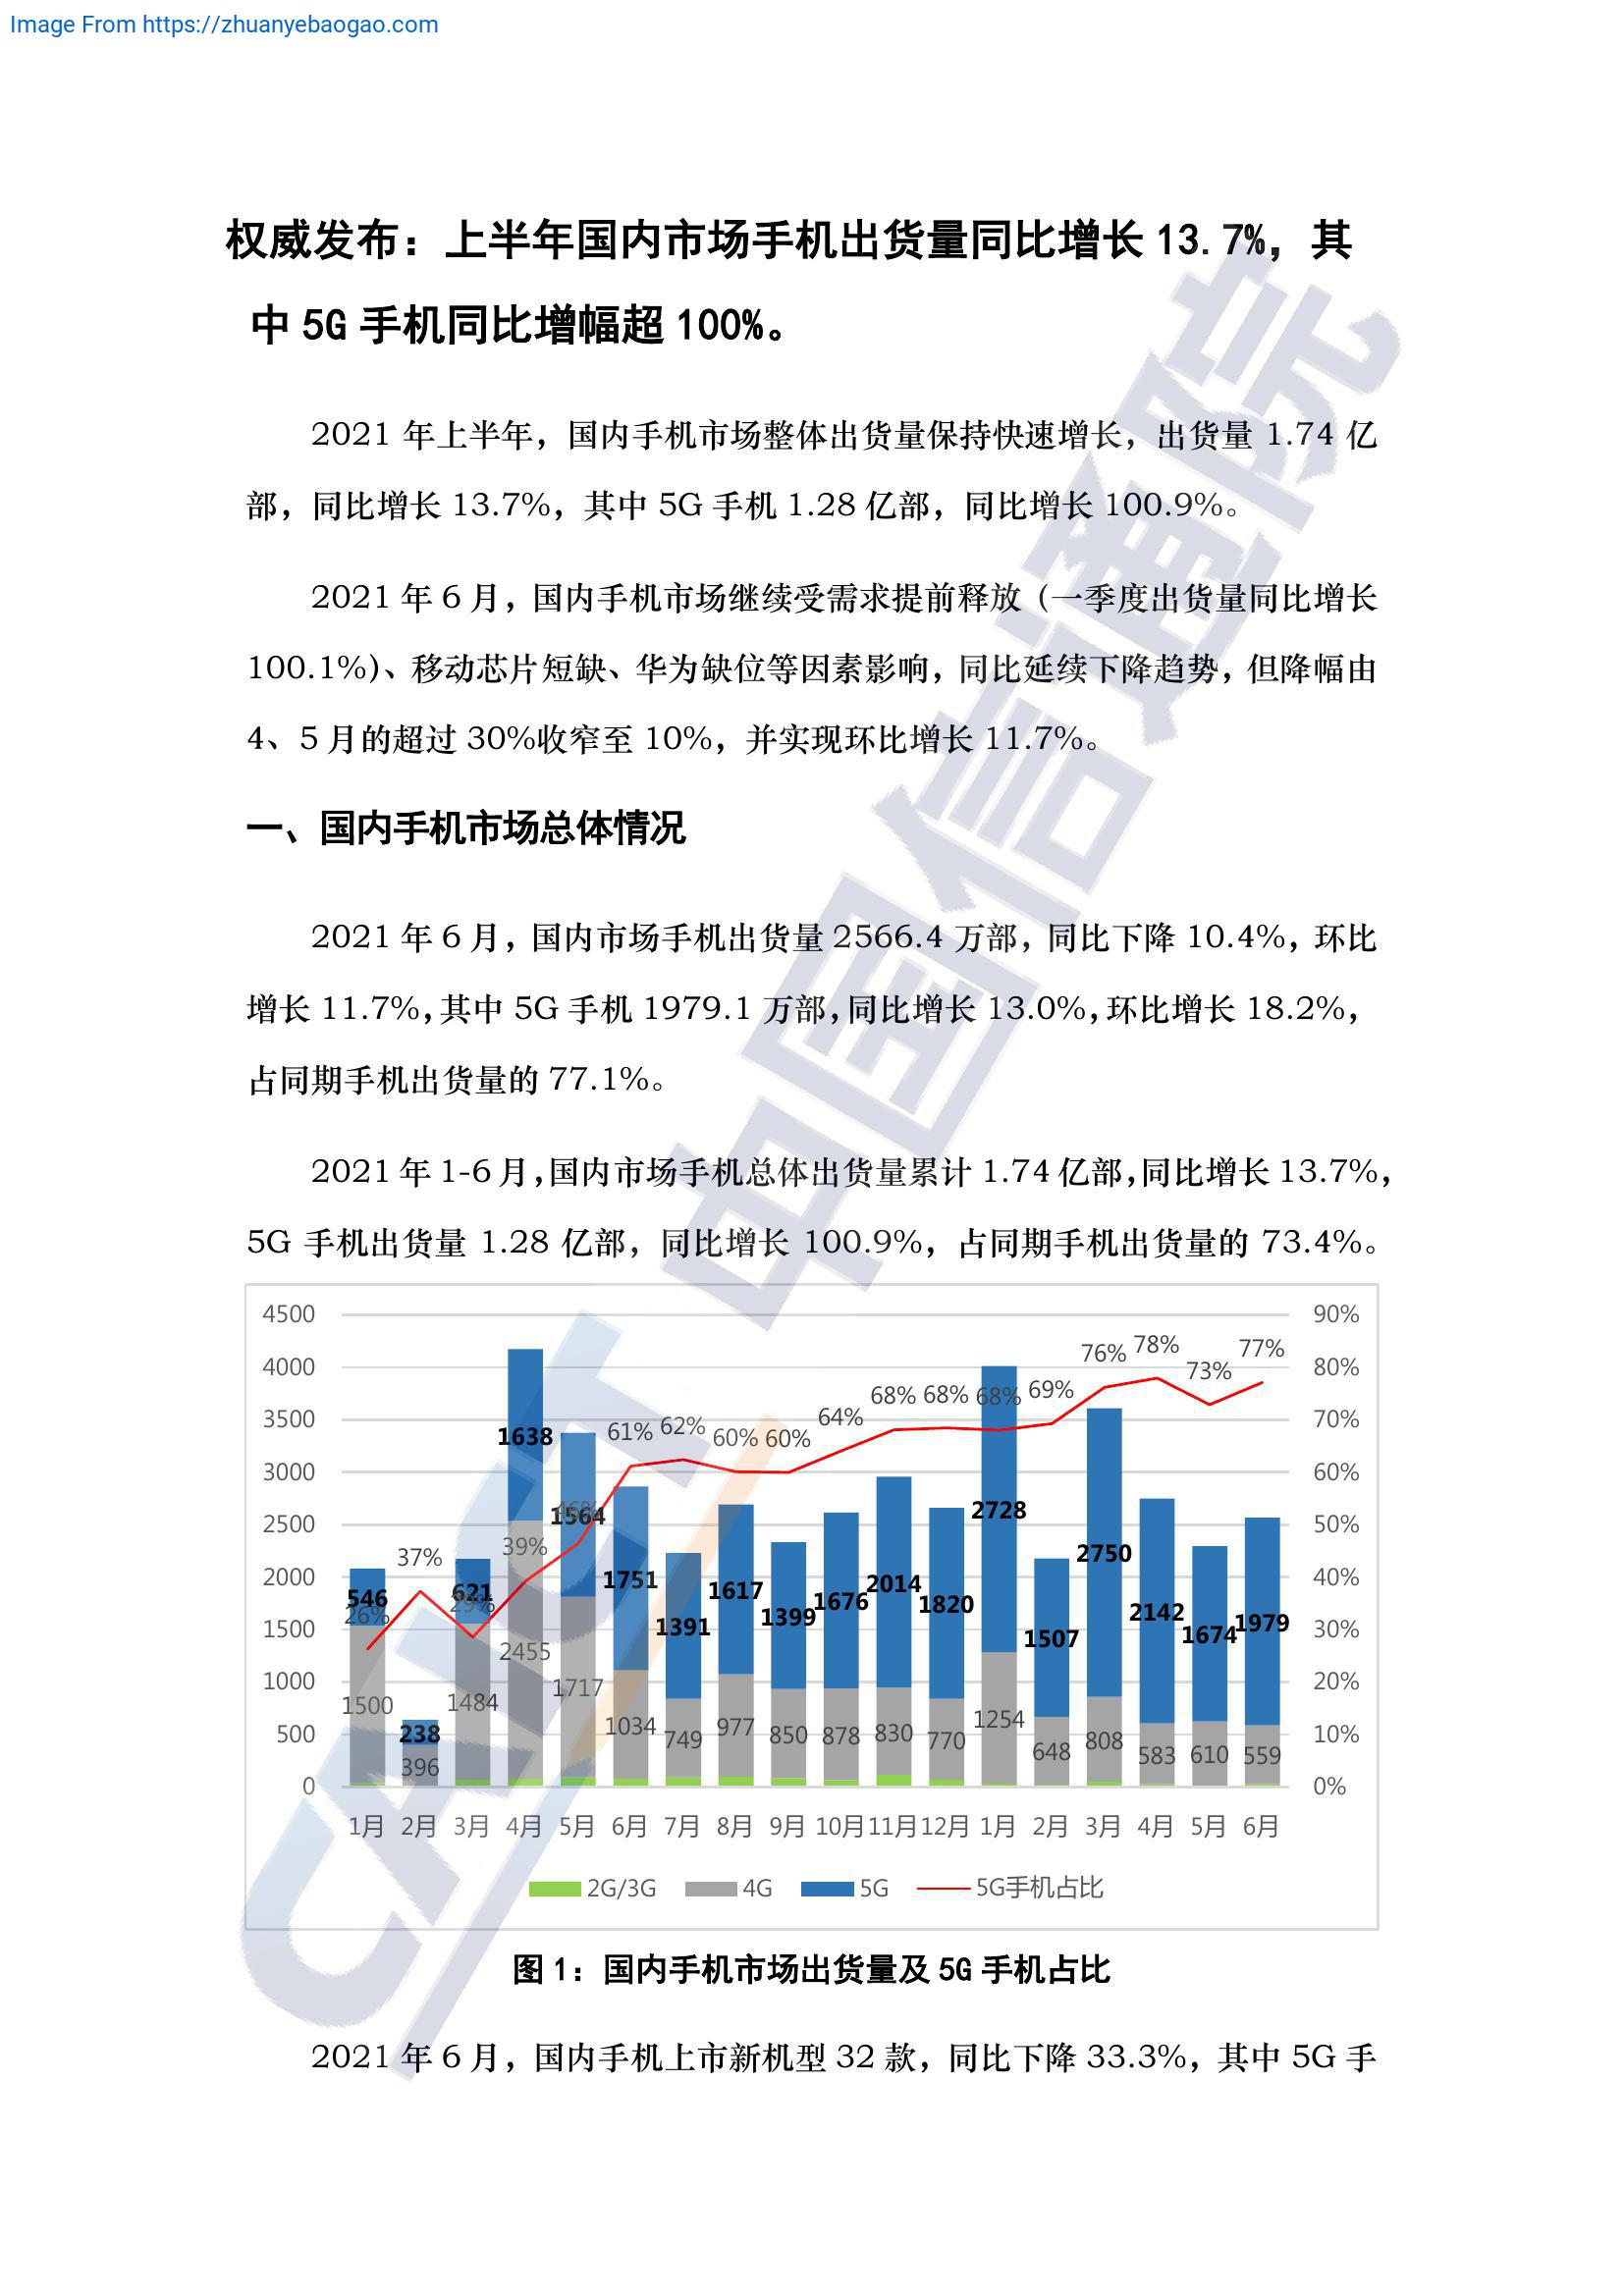 Image From https://zhuanyebaogao.com
权威发布：上半年国内市场手机出货量同比增长 13.7%，其
中 5G 手机同比增幅超 100%。
2021 年上半年，国内手机市场整体出货量保持快速增长，出货量 1.74 亿
部，同比增长 13.7%，其中 5G 手机 1.28 亿部，同比增长 100.9%。
2021 年 6 月，国内手机市场继续受需求提前释放（一季度出货量同比增长
100.1%）、移动芯片短缺、华为缺位等因素影响，同比延续下降趋势，但降幅由
4、5 月的超过 30%收窄至 10%，并实现环比增长 11.7%。
一、国内手机市场总体情况
2021 年 6 月，国内市场手机出货量 2566.4 万部，同比下降 10.4%，环比
增长 11.7%，其中 5G 手机 1979.1 万部，同比增长 13.0%，环比增长 18.2%，
占同期手机出货量的 77.1%。
2021 年 1-6 月，国内市场手机总体出货量累计 1.74 亿部，同比增长 13.7%，
5G 手机出货量 1.28 亿部，同比增长 100.9%，占同期手机出货量的 73.4%。
4500 90%
4000 80%
3500 70%
3000 60%
2500 50%
2000 40%
1500 30%
1000 20%
500 10%
0 0%
26% 37% 29% 39% 46% 61% 62% 60% 60% 64% 68% 68% 68% 69% 76% 78% 73% 77%
546 238 621 1638 1564 1751 1391 1617 1399 1676 2014 1820 2728 1507 2750 2142 1674 1979
1500 396 1484 2455 1717 1034 749 977 850 878 830 770 1254 648 808 583 610 559
1月 2月 3月 4月 5月 6月 7月 8月 9月 10月 11月 12月 1月 2月 3月 4月 5月 6月
2G/3G 4G 5G 5G手机占比
图 1：国内手机市场出货量及 5G 手机占比
2021 年 6 月，国内手机上市新机型 32 款，同比下降 33.3%，其中 5G 手
CAICT 中国信通院